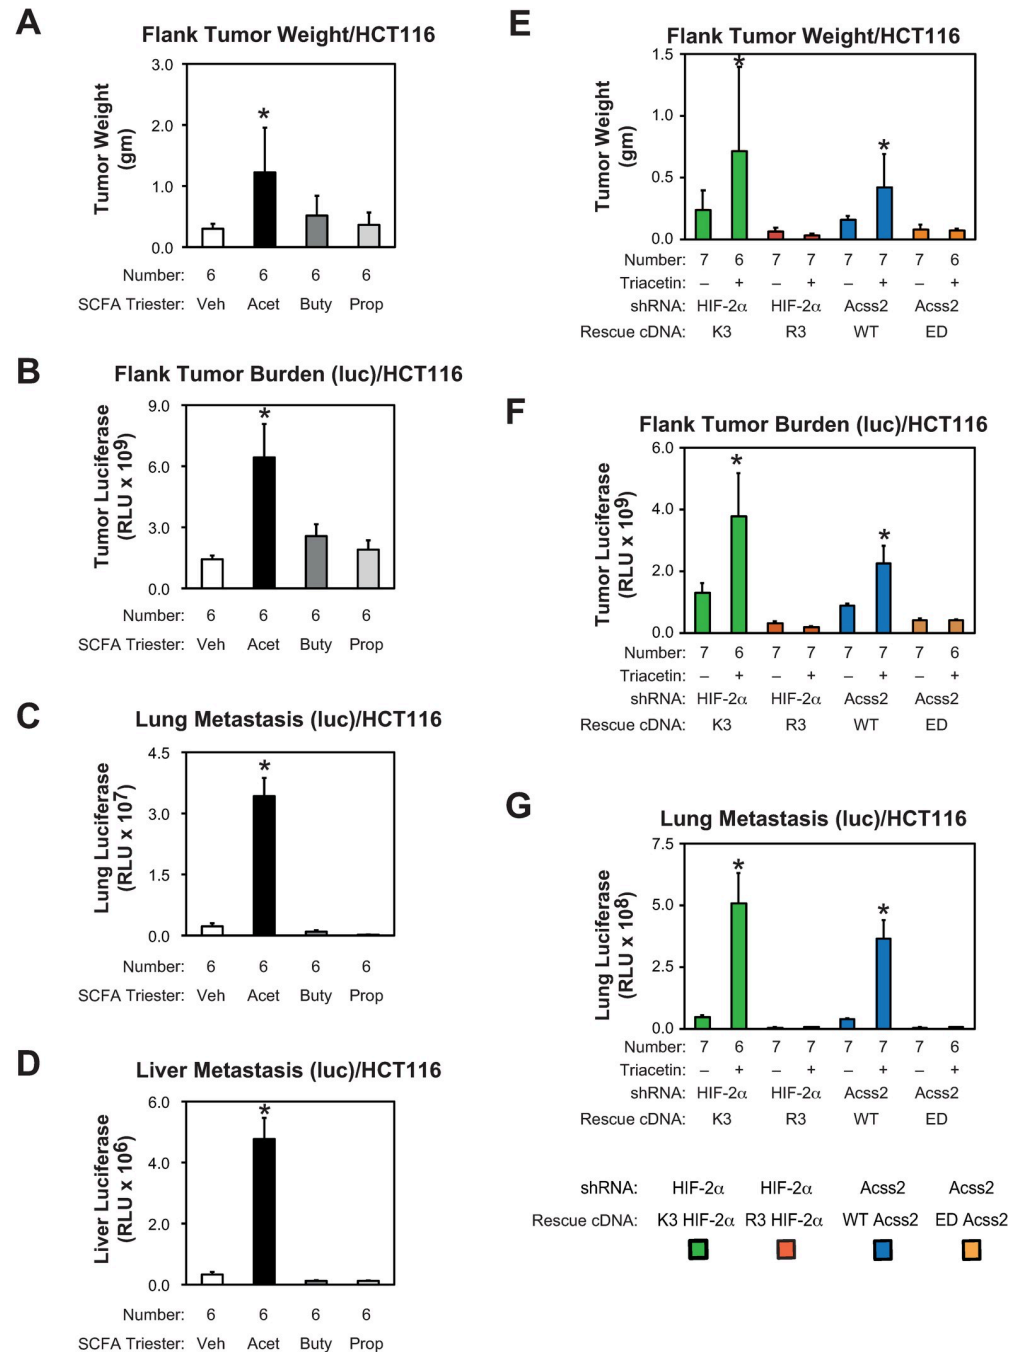 A
Flank Tumor Weight/HCT116
Tumor Weight
(gm)
3.0
2.0
1.0
0.0
*
Number: 6 6 6 6
SCFA Triester: Veh Acet Buty Prop
B
Flank Tumor Burden (luc)/HCT116
Tumor Luciferase
(RLU x 10⁹)
9.0
6.0
3.0
0.0
*
Number: 6 6 6 6
SCFA Triester: Veh Acet Buty Prop
C
Lung Metastasis (luc)/HCT116
Lung Luciferase
(RLU x 10⁷)
4.5
3.0
1.5
0.0
*
Number: 6 6 6 6
SCFA Triester: Veh Acet Buty Prop
D
Liver Metastasis (luc)/HCT116
Liver Luciferase
(RLU x 10⁶)
6.0
4.0
2.0
0.0
*
Number: 6 6 6 6
SCFA Triester: Veh Acet Buty Prop
E
Flank Tumor Weight/HCT116
Tumor Weight
(gm)
1.5
1.0
0.5
0.0
* *
Number: 7 6 7 7 7 7 7 6
Triacetin: – + – + – + – +
shRNA: HIF-2α HIF-2α Acss2 Acss2
Rescue cDNA: K3 R3 WT ED
F
Flank Tumor Burden (luc)/HCT116
Tumor Luciferase
(RLU x 10⁹)
6.0
4.0
2.0
0.0
* *
Number: 7 6 7 7 7 7 7 6
Triacetin: – + – + – + – +
shRNA: HIF-2α HIF-2α Acss2 Acss2
Rescue cDNA: K3 R3 WT ED
G
Lung Metastasis (luc)/HCT116
Lung Luciferase
(RLU x 10⁸)
7.5
5.0
2.5
0.0
* *
Number: 7 6 7 7 7 7 7 6
Triacetin: – + – + – + – +
shRNA: HIF-2α HIF-2α Acss2 Acss2
Rescue cDNA: K3 R3 WT ED
shRNA: HIF-2α HIF-2α Acss2 Acss2
Rescue cDNA: K3 HIF-2α R3 HIF-2α WT Acss2 ED Acss2